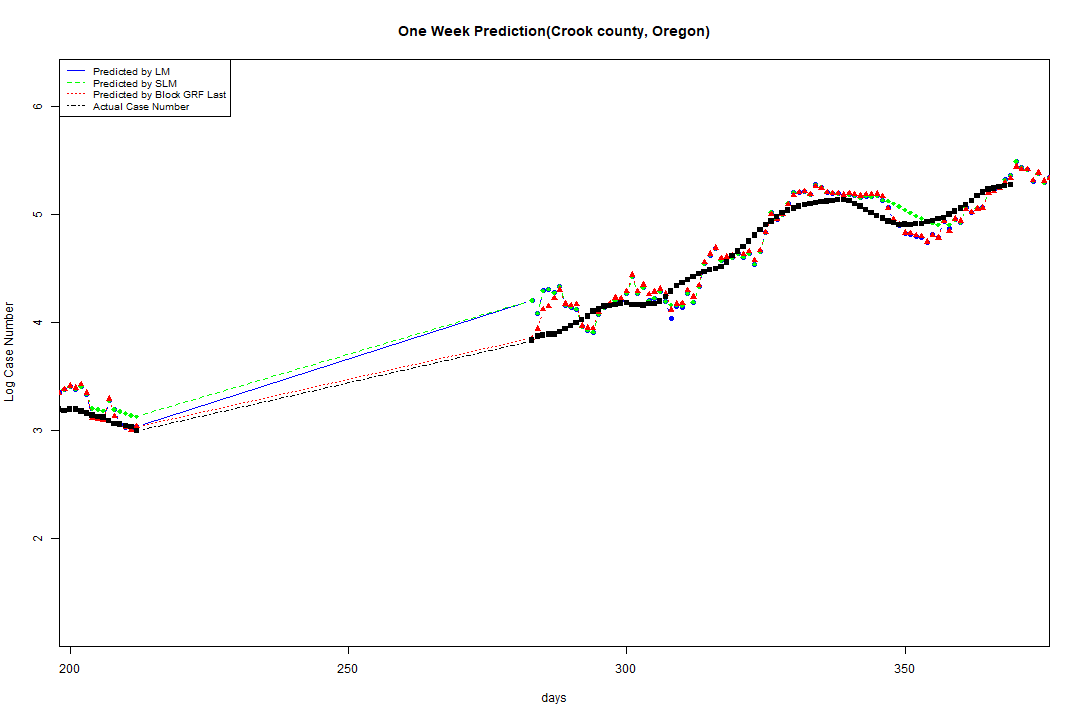 One Week Prediction(Crook county, Oregon)
Predicted by LM
Predicted by SLM
Predicted by Block GRF Last
Actual Case Number
6
5
4
3
2
Log Case Number
200 250 300 350
days